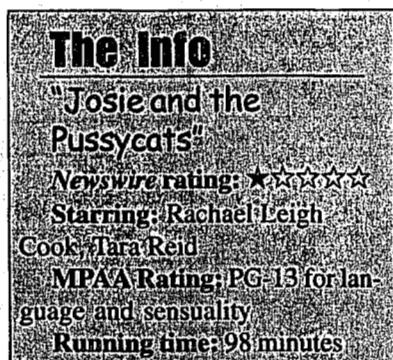 The Info
"Josie and the
Pussycats"
Newswire rating: ★☆☆☆☆
Starring: Rachael Leigh
Cook, Tara Reid
MPAA Rating: PG-13 for lan-
guage and sensuality
Running time: 98 minutes